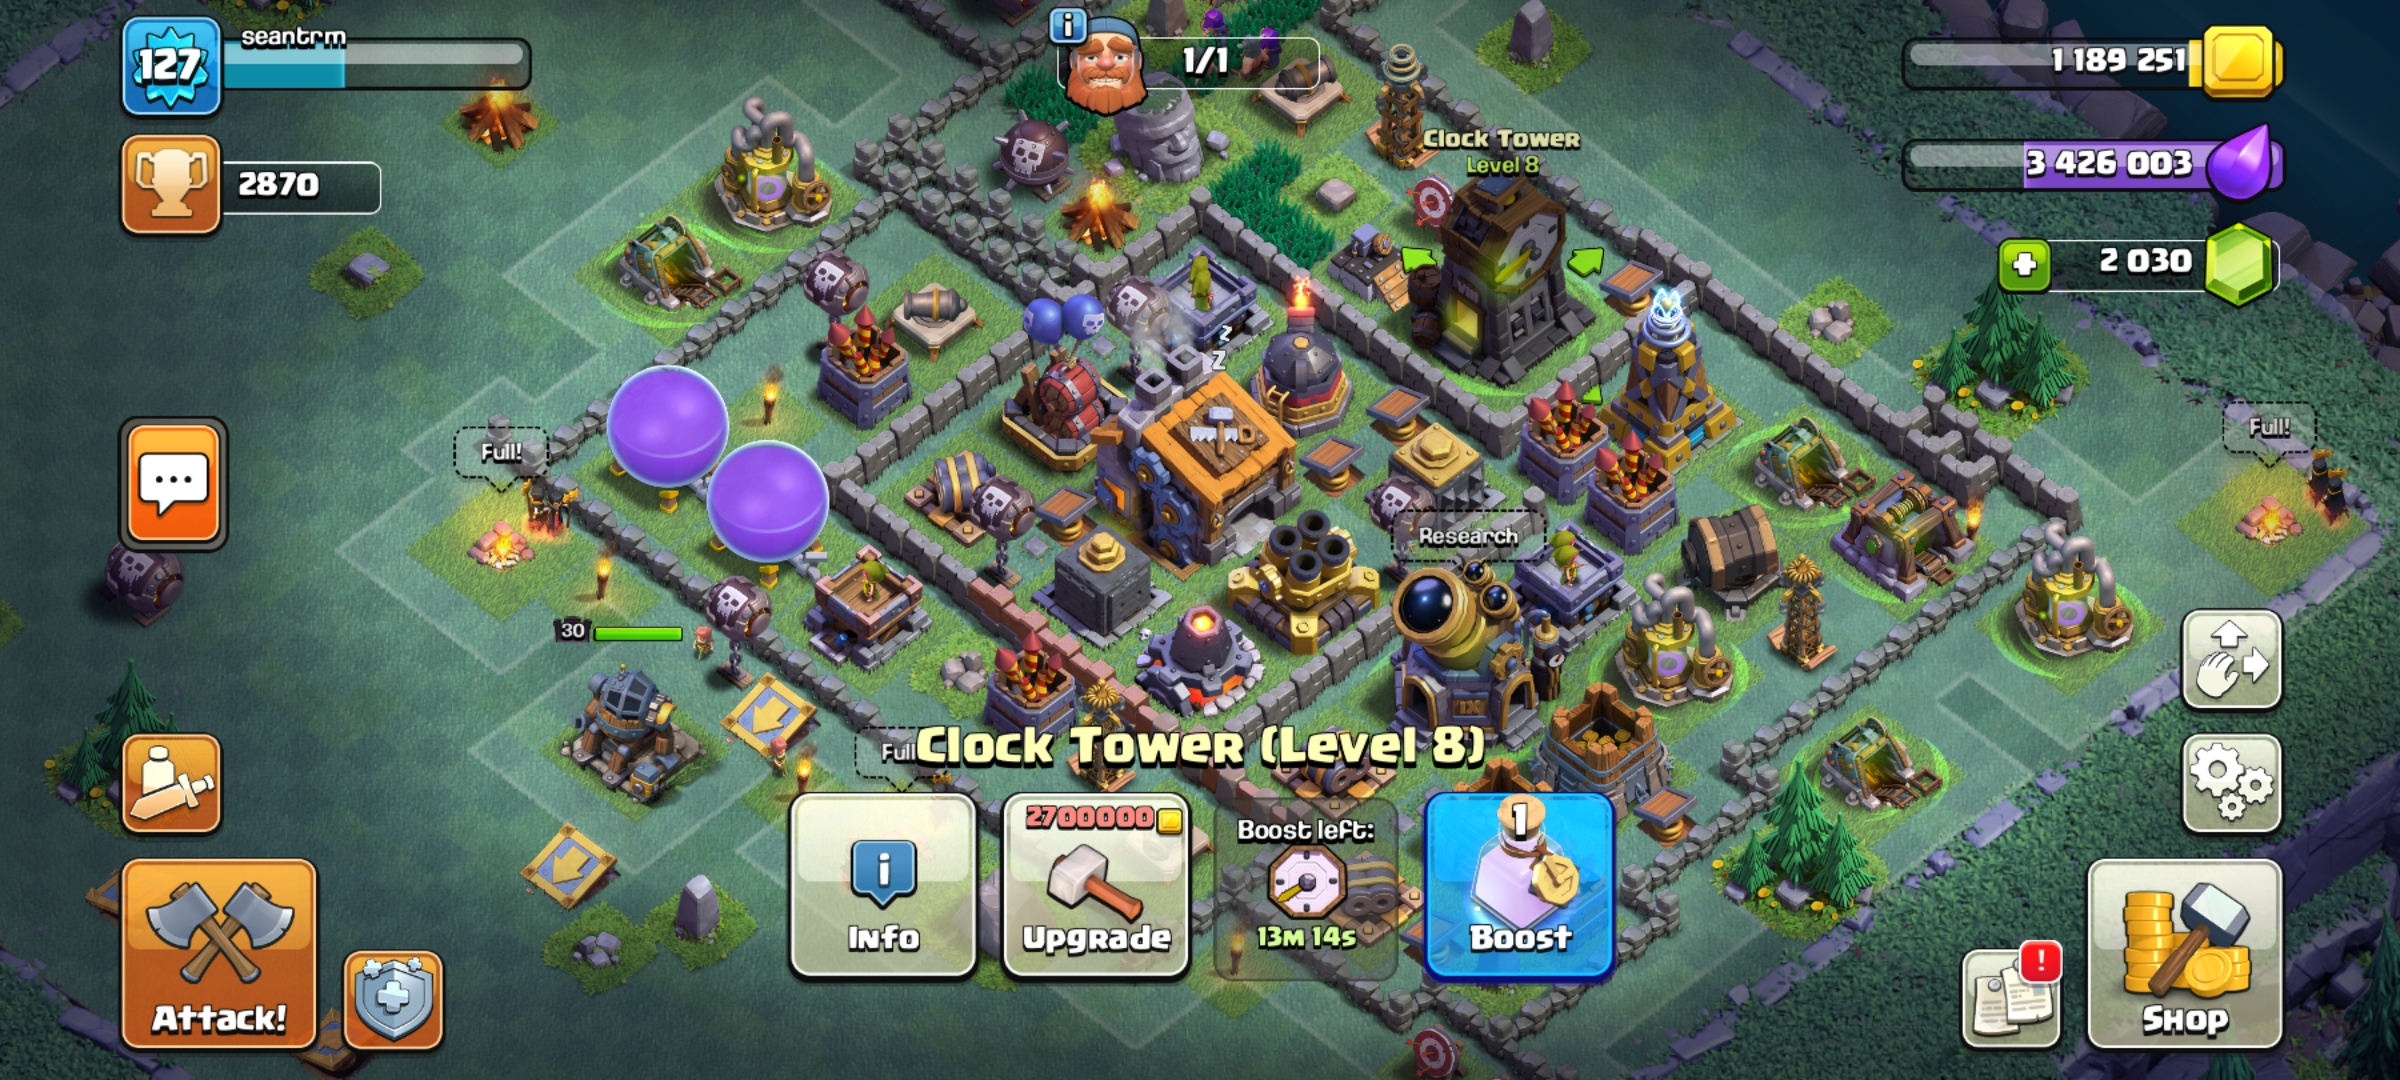 127
seantrm
i
1/1
1 189 251
2870
Clock Tower
Level 8
3 426 003
+
2 030
z
z
Full!
Full!
Research
30
Full
Clock Tower (Level 8)
i
Info
2700000
Upgrade
Boost left:
13m 14s
1
Boost
Attack!
!
Shop